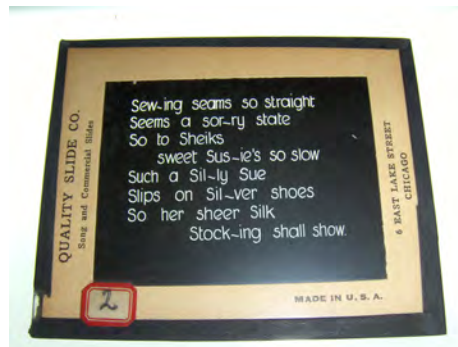 QUALITY SLIDE CO.
Song and Commercial Slides
Sew-ing seams so straight
Seems a sor-ry state
So to Sheiks
sweet Sus-ie's so slow
Such a Sil-ly Sue
Slips on Sil-ver shoes
So her sheer Silk
Stock-ing shall show.
6 EAST LAKE STREET
CHICAGO
2
MADE IN U. S. A.